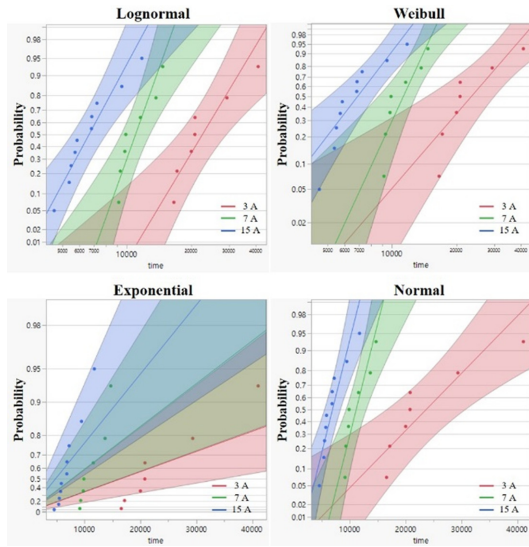 Lognormal
Weibull
Probability
0.98
0.95
0.9
0.8
0.7
0.6
0.5
0.4
0.3
0.2
0.1
0.05
0.02
0.01
3 A
7 A
15 A
10000
20000
30000
40000
time
Probability
0.98
0.95
0.9
0.8
0.7
0.6
0.5
0.4
0.3
0.2
0.1
0.05
0.02
3 A
7 A
15 A
10000
20000
30000
40000
time
Exponential
Normal
Probability
0.98
0.95
0.9
0.8
0.7
0.6
0.5
0.4
0.2
0
3 A
7 A
15 A
10000
20000
30000
40000
time
Probability
0.98
0.95
0.9
0.8
0.7
0.6
0.5
0.4
0.3
0.2
0.1
0.05
0.02
0.01
3 A
7 A
15 A
10000
20000
30000
40000
time